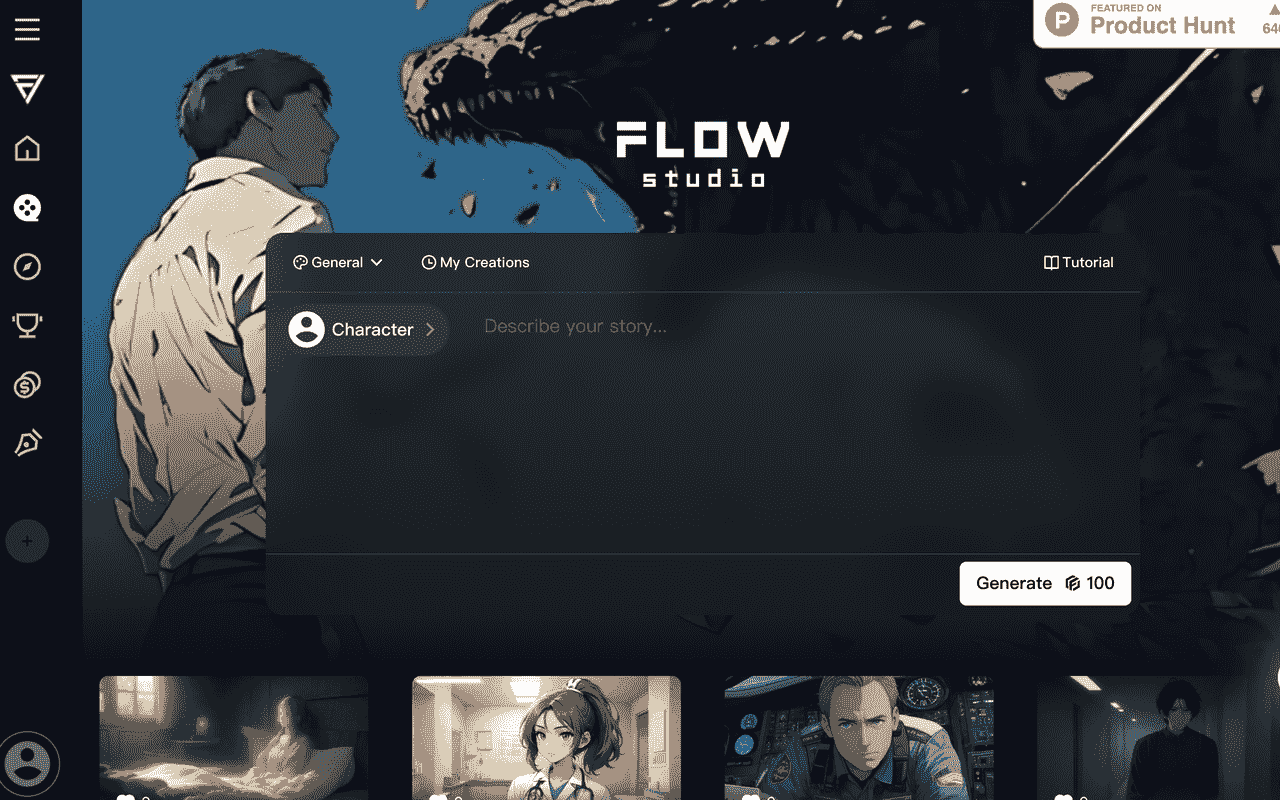 FEATURED ON
Product Hunt
FLOW
studio
General
My Creations
Tutorial
Character
Describe your story...
Generate 100